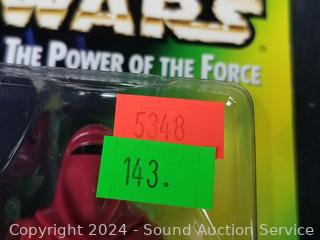 WARS
THE POWER OF THE FORCE
5348
143.
Copyright 2024 - Sound Auction Service